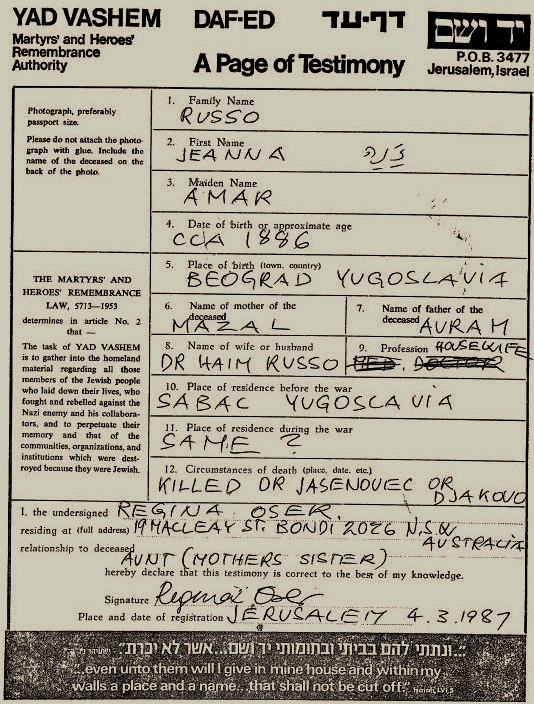 YAD VASHEM
Martyrs' and Heroes'
Remembrance
Authority
DAF-ED דף-עד
A Page of Testimony
יד ושם
P.O.B. 3477
Jerusalem, Israel
Photograph, preferably
passport size.
Please do not attach the photo-
graph with glue. Include the
name of the deceased on the
back of the photo.
THE MARTYRS' AND
HEROES' REMEMBRANCE
LAW, 5713—1953
determines in article No. 2
that —
The task of YAD VASHEM
is to gather into the homeland
material regarding all those
members of the Jewish people
who laid down their lives, who
fought and rebelled against the
Nazi enemy and his collabora-
tors, and to perpetuate their
memory and that of the
communities, organizations, and
institutions which were des-
troyed because they were Jewish.
1. Family Name
RUSSO
2. First Name
JEANNA
3. Maiden Name
AMAR
4. Date of birth or approximate age
CCA 1886
5. Place of birth (town, country)
BEOGRAD YUGOSLAVIA
6. Name of mother of the
deceased
MAZAL
7. Name of father of the
deceased AVRAM
8. Name of wife or husband
DR HAIM RUSSO
9. Profession HOUSEWIFE
MED. DOCTOR
10. Place of residence before the war
SABAC YUGOSLAVIA
11. Place of residence during the war
SAME ?
12. Circumstances of death (place, date, etc.)
KILLED OR JASENOVEC OR
DJAKOVO
I, the undersigned REGINA OSER
residing at (full address) 19 MACLEAY ST. BONDI 2026 N.S.W
AUSTRALIA
relationship to deceased
AUNT (MOTHERS SISTER)
hereby declare that this testimony is correct to the best of my knowledge.
Signature Regina Oser
Place and date of registration JERUSALEM 4.3.1987
"...ונתתי להם בביתי ובחומותי יד ושם...אשר לא יכרת"
"...even unto them will I give in mine house and within my
walls a place and a name...that shall not be cut off." Isaiah, LVI, 5